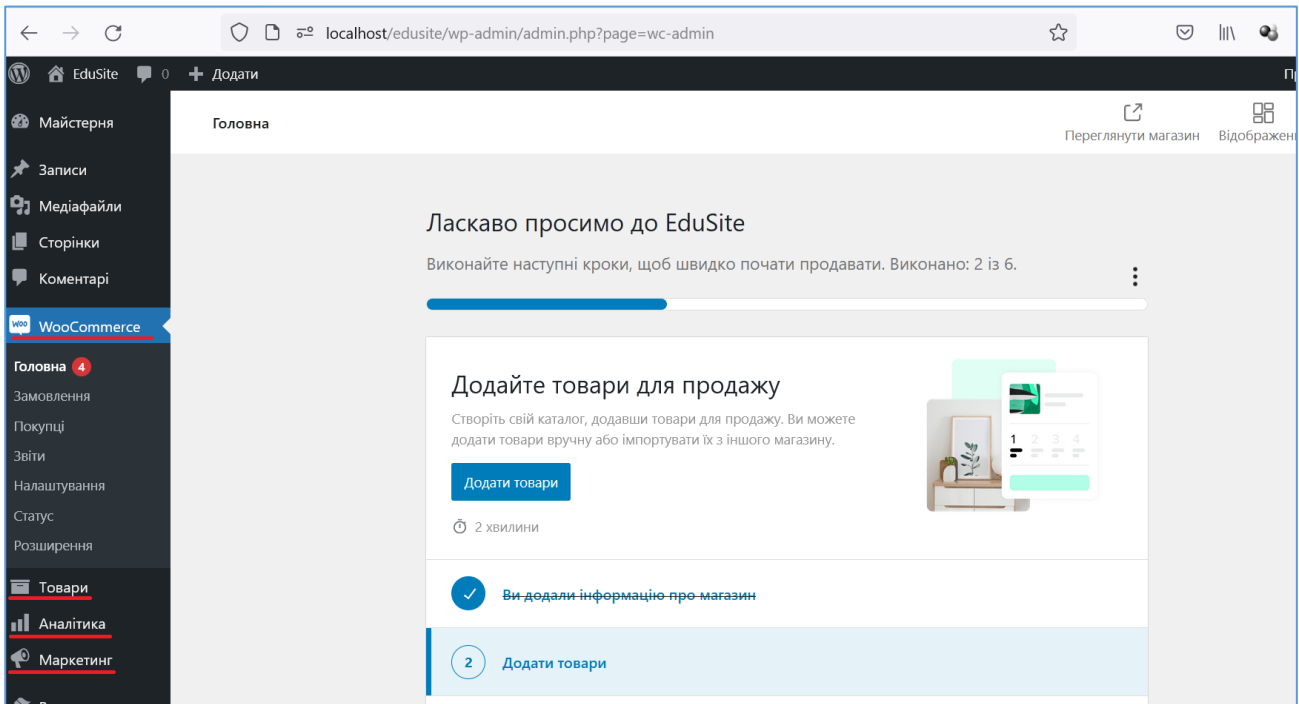 localhost/edusite/wp-admin/admin.php?page=wc-admin
EduSite 0 Додати
Майстерня
Записи
Медіафайли
Сторінки
Коментарі
WooCommerce
Головна 4
Замовлення
Покупці
Звіти
Налаштування
Статус
Розширення
Товари
Аналітика
Маркетинг
Головна
Переглянути магазин
Ласкаво просимо до EduSite
Виконайте наступні кроки, щоб швидко почати продавати. Виконано: 2 із 6.
Додайте товари для продажу
Створіть свій каталог, додавши товари для продажу. Ви можете
додати товари вручну або імпортувати їх з іншого магазину.
Додати товари
2 хвилини
1 2 3 4
Ви додали інформацію про магазин
2 Додати товари